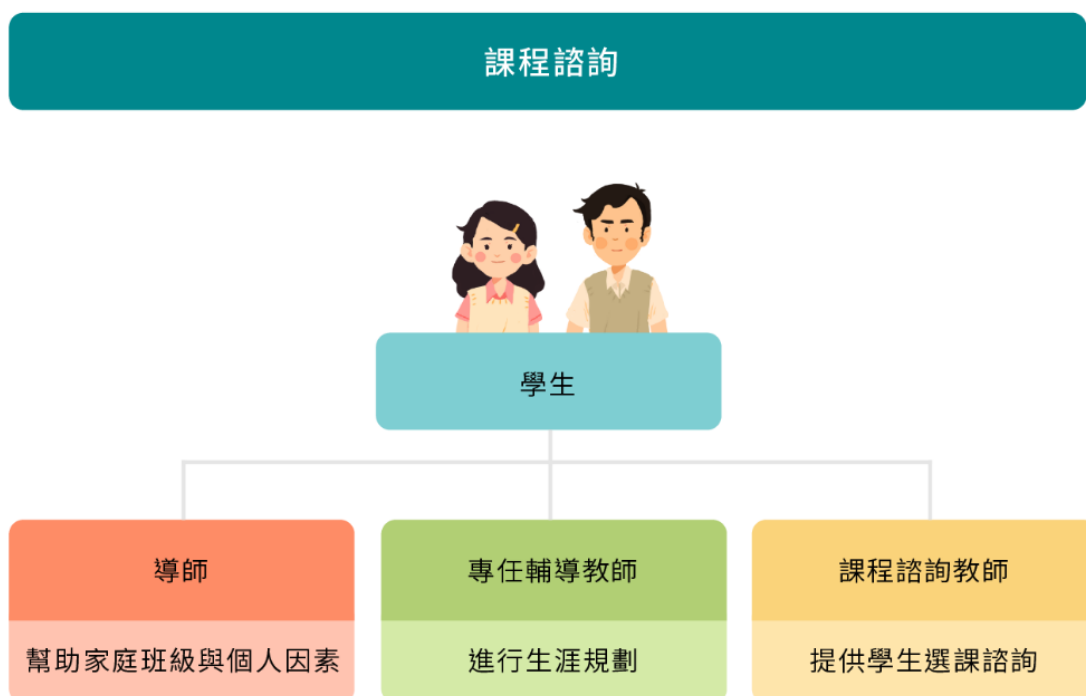 課程諮詢
學生
導師
專任輔導教師
課程諮詢教師
幫助家庭班級與個人因素
進行生涯規劃
提供學生選課諮詢